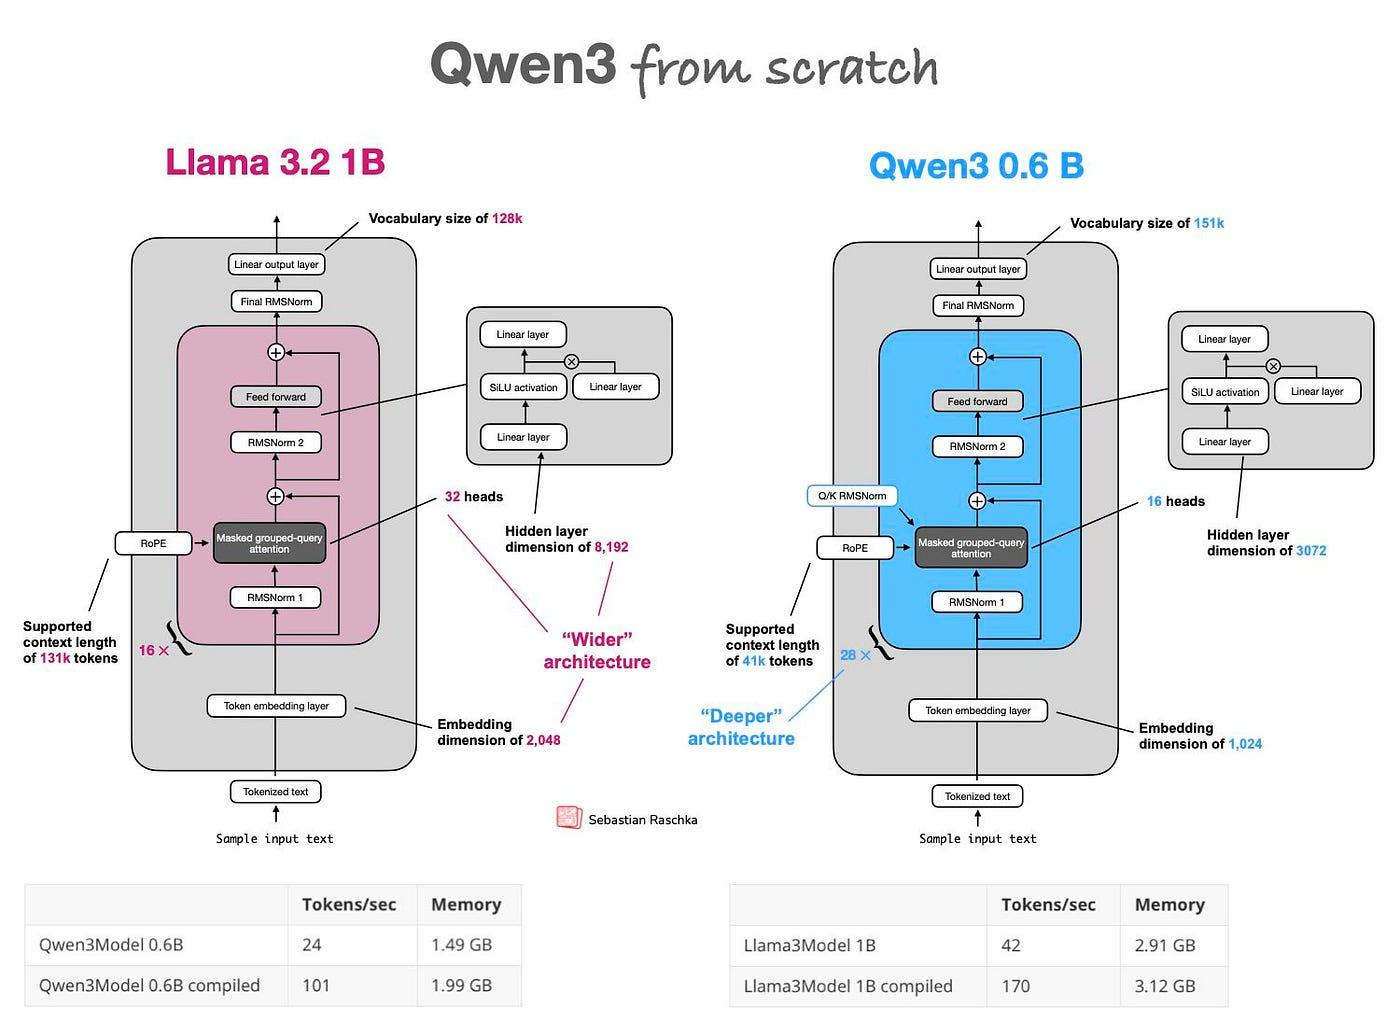 Qwen3 from scratch
Llama 3.2 1B
Vocabulary size of 128k
Linear output layer
Final RMSNorm
Feed forward
RMSNorm 2
Masked grouped-query
attention
RoPE
RMSNorm 1
16 ×
Token embedding layer
Tokenized text
Sample input text
Linear layer
SiLU activation
Linear layer
Linear layer
32 heads
Hidden layer
dimension of 8,192
Supported
context length
of 131k tokens
“Wider”
architecture
Embedding
dimension of 2,048
Qwen3 0.6 B
Vocabulary size of 151k
Linear output layer
Final RMSNorm
Feed forward
RMSNorm 2
Q/K RMSNorm
Masked grouped-query
attention
RoPE
RMSNorm 1
28 ×
Token embedding layer
Tokenized text
Sample input text
Linear layer
SiLU activation
Linear layer
Linear layer
16 heads
Hidden layer
dimension of 3072
Supported
context length
of 41k tokens
“Deeper”
architecture
Embedding
dimension of 1,024
Sebastian Raschka
Tokens/sec Memory
Qwen3Model 0.6B 24 1.49 GB
Qwen3Model 0.6B compiled 101 1.99 GB
Tokens/sec Memory
Llama3Model 1B 42 2.91 GB
Llama3Model 1B compiled 170 3.12 GB